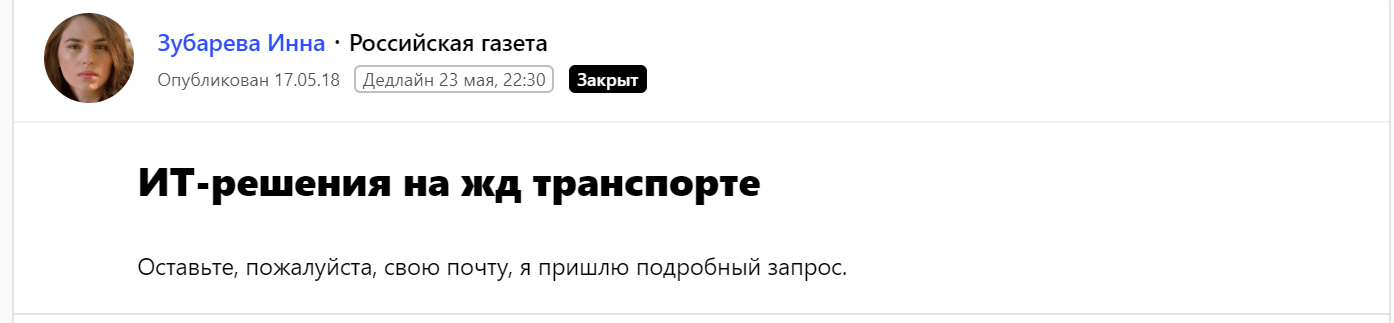 Зубарева Инна · Российская газета
Опубликован 17.05.18 Дедлайн 23 мая, 22:30 Закрыт
ИТ-решения на жд транспорте
Оставьте, пожалуйста, свою почту, я пришлю подробный запрос.